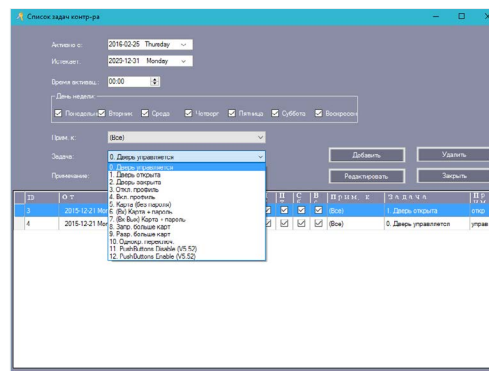 Список задач контр-ра
Активно с: 2016-02-25 Thursday
Истекает: 2029-12-31 Monday
Время активац. 00:00
День недели:
Понедельни Вторник Среда Четверг Пятница Суббота Воскресен
Прим. к: (Все)
Задача: 0. Дверь управляется
Добавить Удалить
0. Дверь управляется
1. Дверь открыта
2. Дверь закрыта
3. Откл. профиль
4. Вкл. профиль
5. Карта (без пароля)
6. (Вх) Карта + пароль.
7. (Вх Вых) Карта + пароль
8. Запр. больше карт
9. Разр. больше карт
10. Однокр. переключ.
11. PushButtons Disable (V5.52)
12. PushButtons Enable (V5.52)
Примечание:
Редактировать Закрыть
ID От Прим. к Задача
3 2015-12-21 Mon (Все) 1. Дверь открыта откр
4 2015-12-21 Mon (Все) 0. Дверь управляется управ